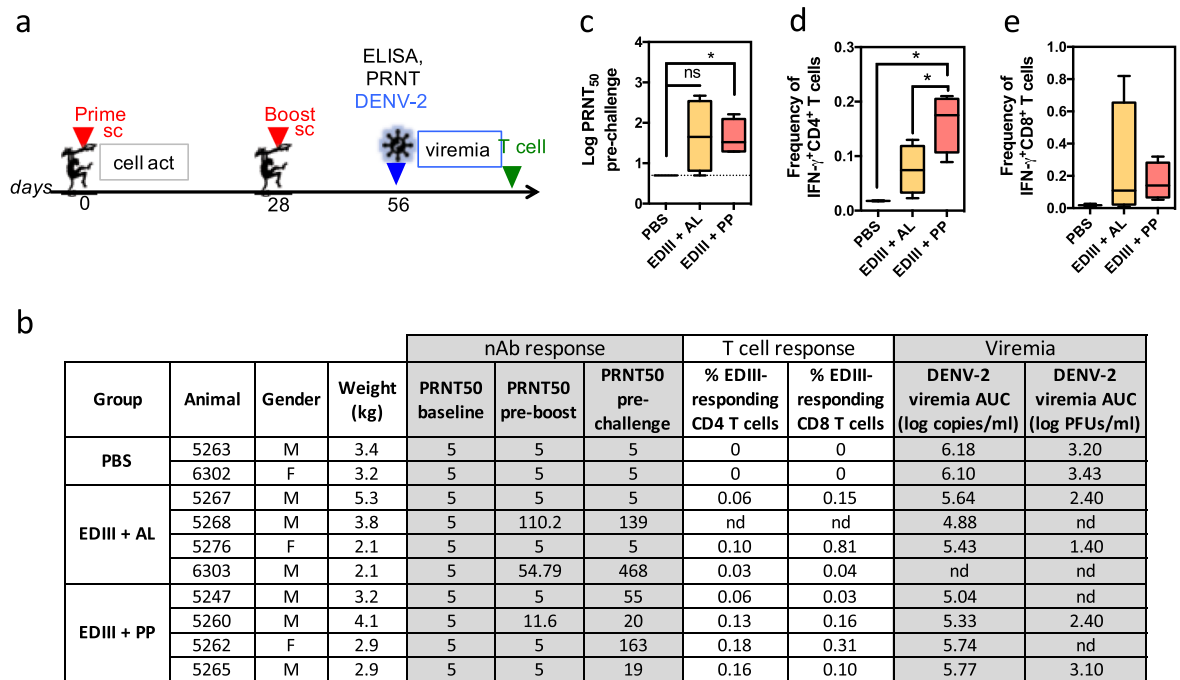 a
ELISA,
PRNT
DENV-2
Prime
sc
cell act
Boost
sc
viremia
T cell
days
0
28
56
c
Log PRNT50
pre-challenge
4
3
2
1
0
*
ns
PBS
EDIII + AL
EDIII + PP
d
Frequency of
IFN-γ+CD4+ T cells
0.3
0.2
0.1
0.0
*
*
PBS
EDIII + AL
EDIII + PP
e
Frequency of
IFN-γ+CD8+ T cells
1.0
0.8
0.6
0.4
0.2
0.0
PBS
EDIII + AL
EDIII + PP
b
nAb response T cell response Viremia
Group Animal Gender Weight (kg) PRNT50 baseline PRNT50 pre-boost PRNT50 pre-challenge % EDIII-responding CD4 T cells % EDIII-responding CD8 T cells DENV-2 viremia AUC (log copies/ml) DENV-2 viremia AUC (log PFUs/ml)
PBS
5263 M 3.4 5 5 5 0 0 6.18 3.20
6302 F 3.2 5 5 5 0 0 6.10 3.43
EDIII + AL
5267 M 5.3 5 5 5 0.06 0.15 5.64 2.40
5268 M 3.8 5 110.2 139 nd nd 4.88 nd
5276 F 2.1 5 5 5 0.10 0.81 5.43 1.40
6303 M 2.1 5 54.79 468 0.03 0.04 nd nd
EDIII + PP
5247 M 3.2 5 5 55 0.06 0.03 5.04 nd
5260 M 4.1 5 11.6 20 0.13 0.16 5.33 2.40
5262 F 2.9 5 5 163 0.18 0.31 5.74 nd
5265 M 2.9 5 5 19 0.16 0.10 5.77 3.10